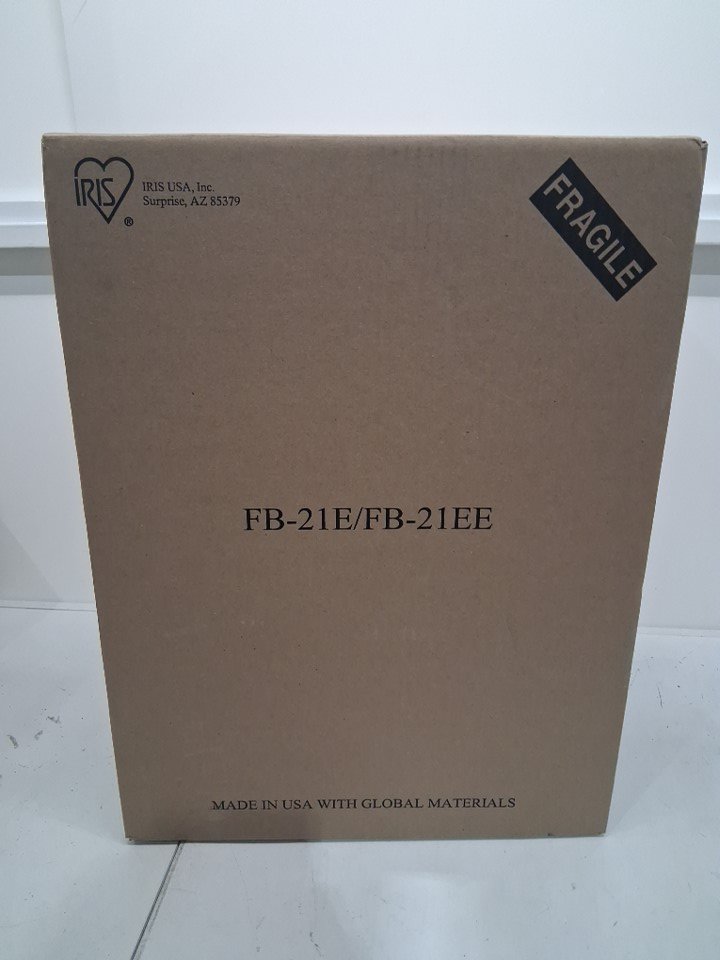 IRIS
®
IRIS USA, Inc.
Surprise, AZ 85379
FRAGILE
FB-21E/FB-21EE
MADE IN USA WITH GLOBAL MATERIALS